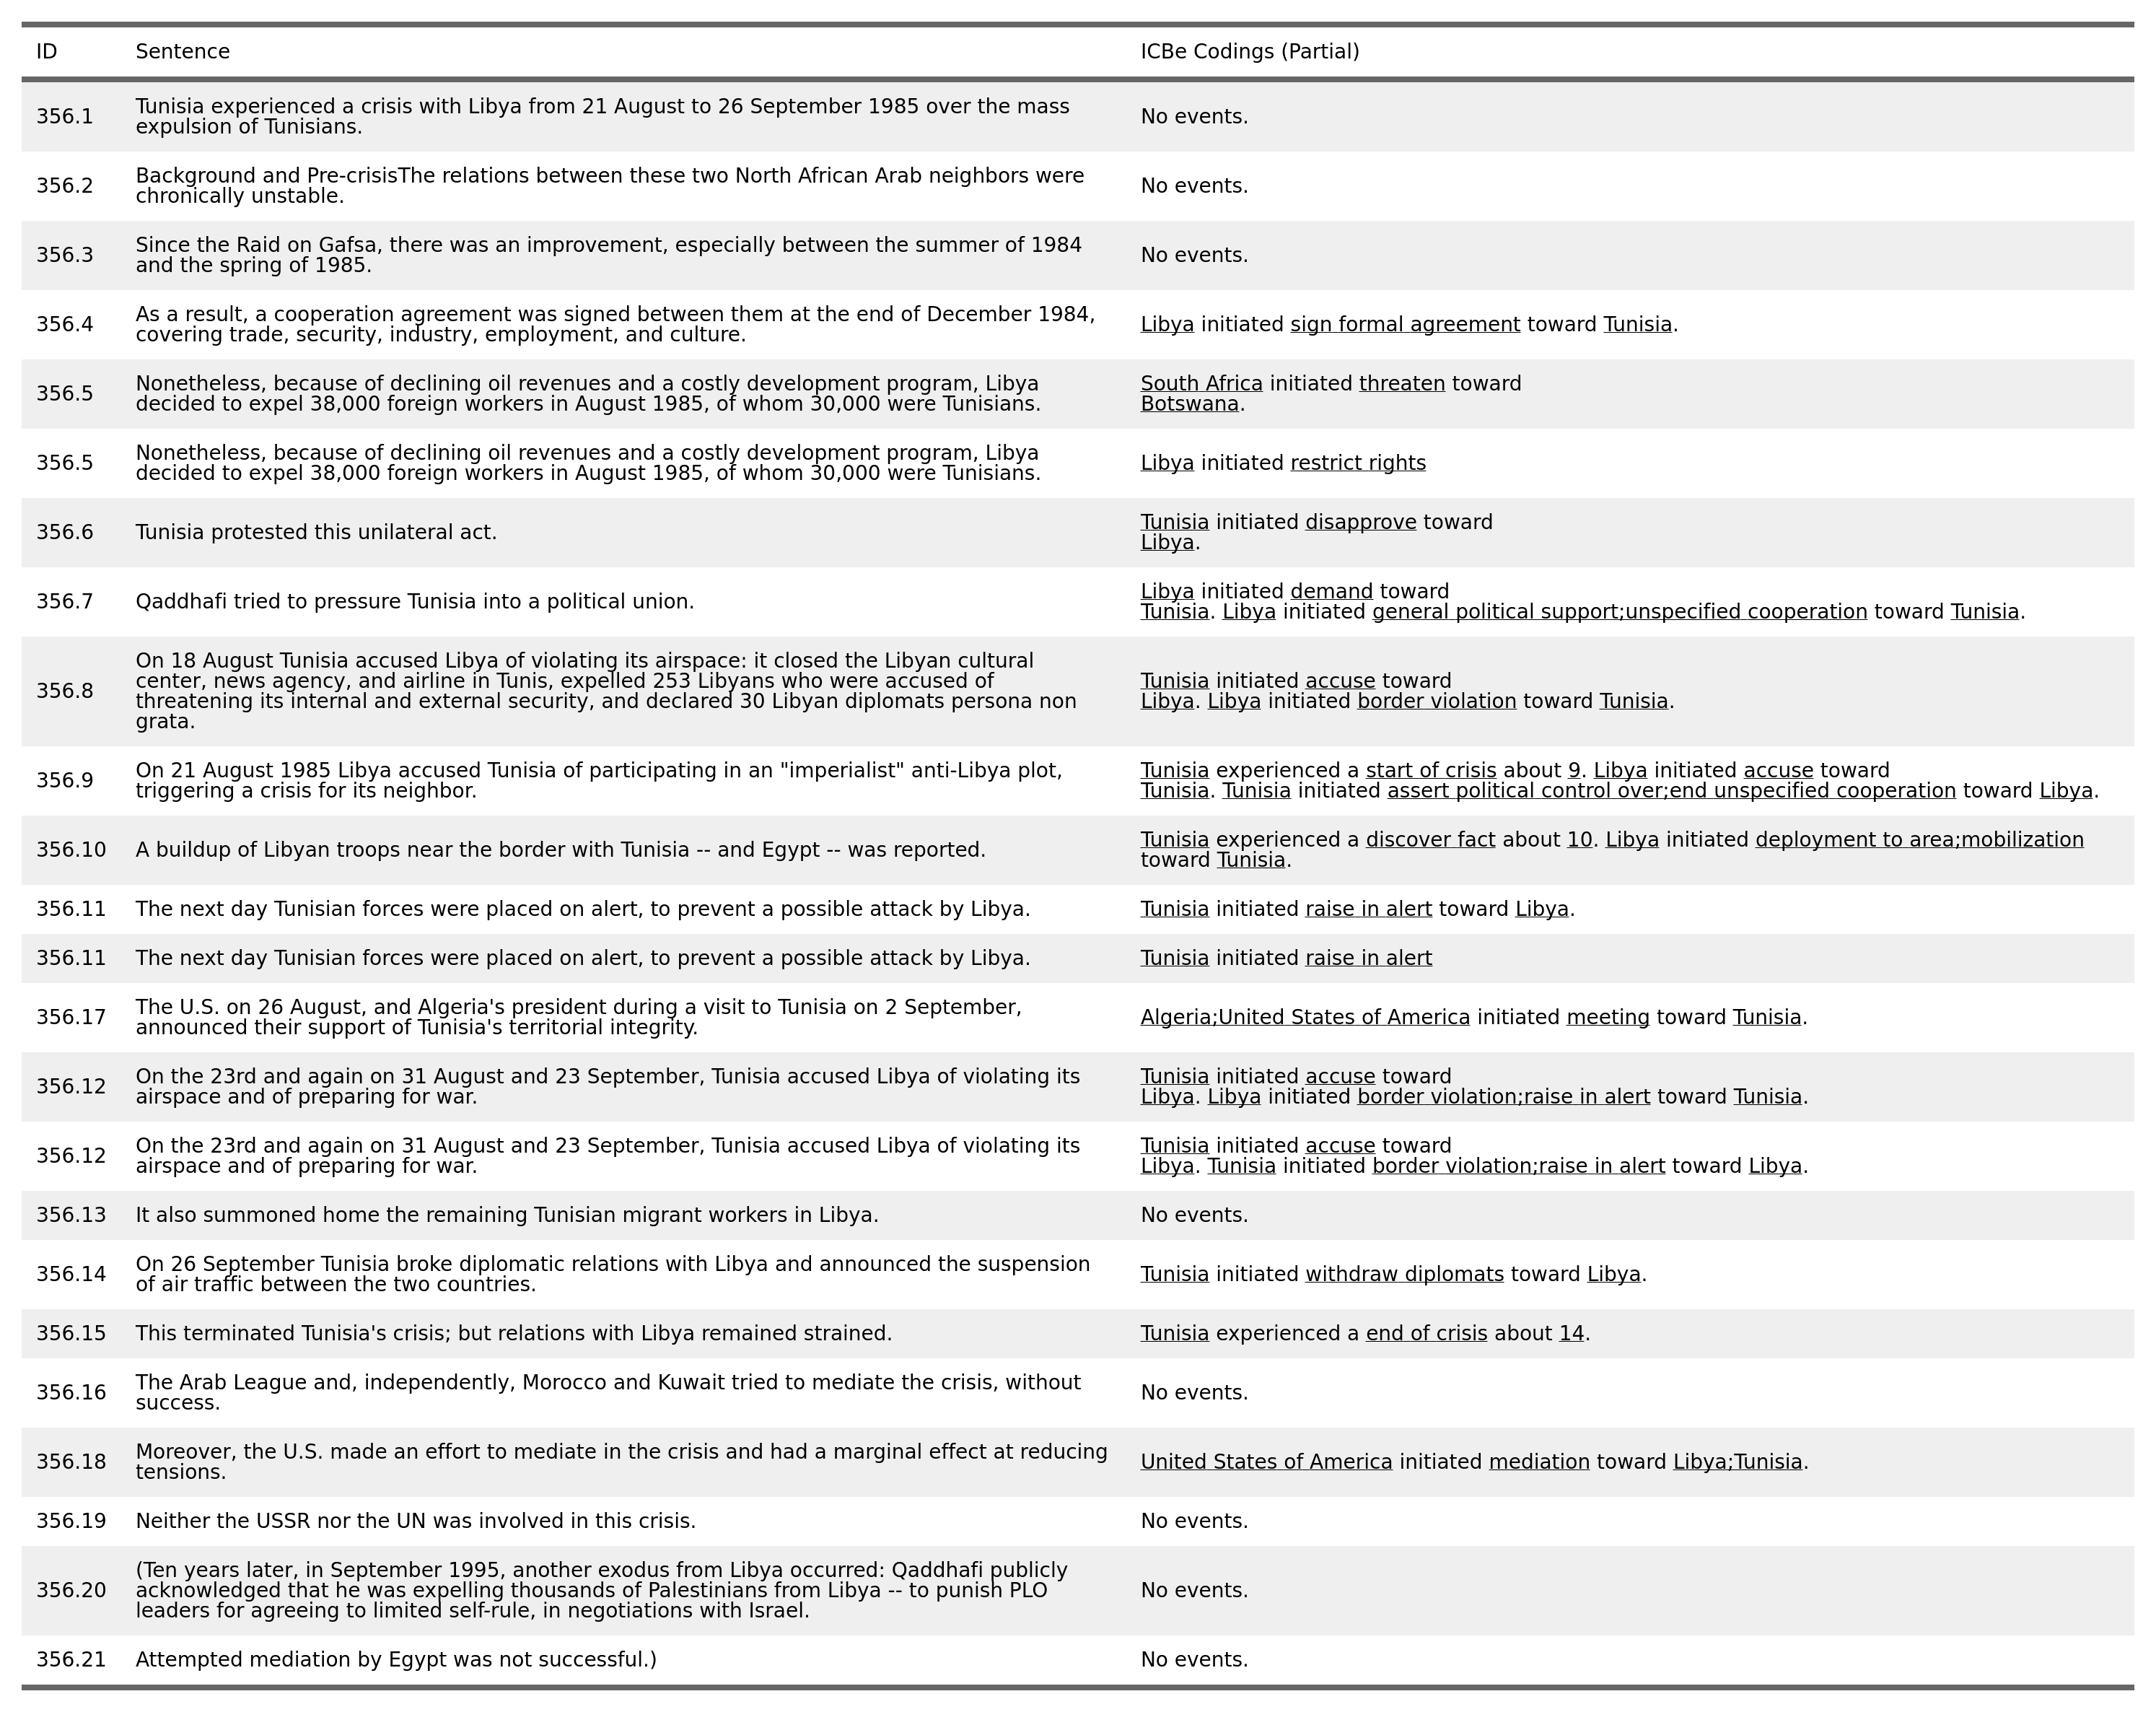 ID Sentence ICBe Codings (Partial)
356.1 Tunisia experienced a crisis with Libya from 21 August to 26 September 1985 over the mass
expulsion of Tunisians. No events.
356.2 Background and Pre-crisisThe relations between these two North African Arab neighbors were
chronically unstable. No events.
356.3 Since the Raid on Gafsa, there was an improvement, especially between the summer of 1984
and the spring of 1985. No events.
356.4 As a result, a cooperation agreement was signed between them at the end of December 1984,
covering trade, security, industry, employment, and culture. Libya initiated sign formal agreement toward Tunisia.
356.5 Nonetheless, because of declining oil revenues and a costly development program, Libya
decided to expel 38,000 foreign workers in August 1985, of whom 30,000 were Tunisians.
South Africa initiated threaten toward
Botswana.
356.5 Nonetheless, because of declining oil revenues and a costly development program, Libya
decided to expel 38,000 foreign workers in August 1985, of whom 30,000 were Tunisians. Libya initiated restrict rights
356.6 Tunisia protested this unilateral act. Tunisia initiated disapprove toward
Libya.
356.7 Qaddhafi tried to pressure Tunisia into a political union. Libya initiated demand toward
Tunisia. Libya initiated general political support;unspecified cooperation toward Tunisia.
356.8 On 18 August Tunisia accused Libya of violating its airspace: it closed the Libyan cultural
center, news agency, and airline in Tunis, expelled 253 Libyans who were accused of
threatening its internal and external security, and declared 30 Libyan diplomats persona non
grata.
Tunisia initiated accuse toward
Libya. Libya initiated border violation toward Tunisia.
356.9 On 21 August 1985 Libya accused Tunisia of participating in an "imperialist" anti-Libya plot,
triggering a crisis for its neighbor.
Tunisia experienced a start of crisis about 9. Libya initiated accuse toward
Tunisia. Tunisia initiated assert political control over;end unspecified cooperation toward Libya.
356.10 A buildup of Libyan troops near the border with Tunisia -- and Egypt -- was reported. Tunisia experienced a discover fact about 10. Libya initiated deployment to area;mobilization
toward Tunisia.
356.11 The next day Tunisian forces were placed on alert, to prevent a possible attack by Libya. Tunisia initiated raise in alert toward Libya.
356.11 The next day Tunisian forces were placed on alert, to prevent a possible attack by Libya. Tunisia initiated raise in alert
356.17 The U.S. on 26 August, and Algeria's president during a visit to Tunisia on 2 September,
announced their support of Tunisia's territorial integrity. Algeria;United States of America initiated meeting toward Tunisia.
356.12 On the 23rd and again on 31 August and 23 September, Tunisia accused Libya of violating its
airspace and of preparing for war.
Tunisia initiated accuse toward
Libya. Libya initiated border violation;raise in alert toward Tunisia.
356.12 On the 23rd and again on 31 August and 23 September, Tunisia accused Libya of violating its
airspace and of preparing for war.
Tunisia initiated accuse toward
Libya. Tunisia initiated border violation;raise in alert toward Libya.
356.13 It also summoned home the remaining Tunisian migrant workers in Libya. No events.
356.14 On 26 September Tunisia broke diplomatic relations with Libya and announced the suspension
of air traffic between the two countries. Tunisia initiated withdraw diplomats toward Libya.
356.15 This terminated Tunisia's crisis; but relations with Libya remained strained. Tunisia experienced a end of crisis about 14.
356.16 The Arab League and, independently, Morocco and Kuwait tried to mediate the crisis, without
success. No events.
356.18 Moreover, the U.S. made an effort to mediate in the crisis and had a marginal effect at reducing
tensions. United States of America initiated mediation toward Libya;Tunisia.
356.19 Neither the USSR nor the UN was involved in this crisis. No events.
356.20 (Ten years later, in September 1995, another exodus from Libya occurred: Qaddhafi publicly
acknowledged that he was expelling thousands of Palestinians from Libya -- to punish PLO
leaders for agreeing to limited self-rule, in negotiations with Israel. No events.
356.21 Attempted mediation by Egypt was not successful.) No events.